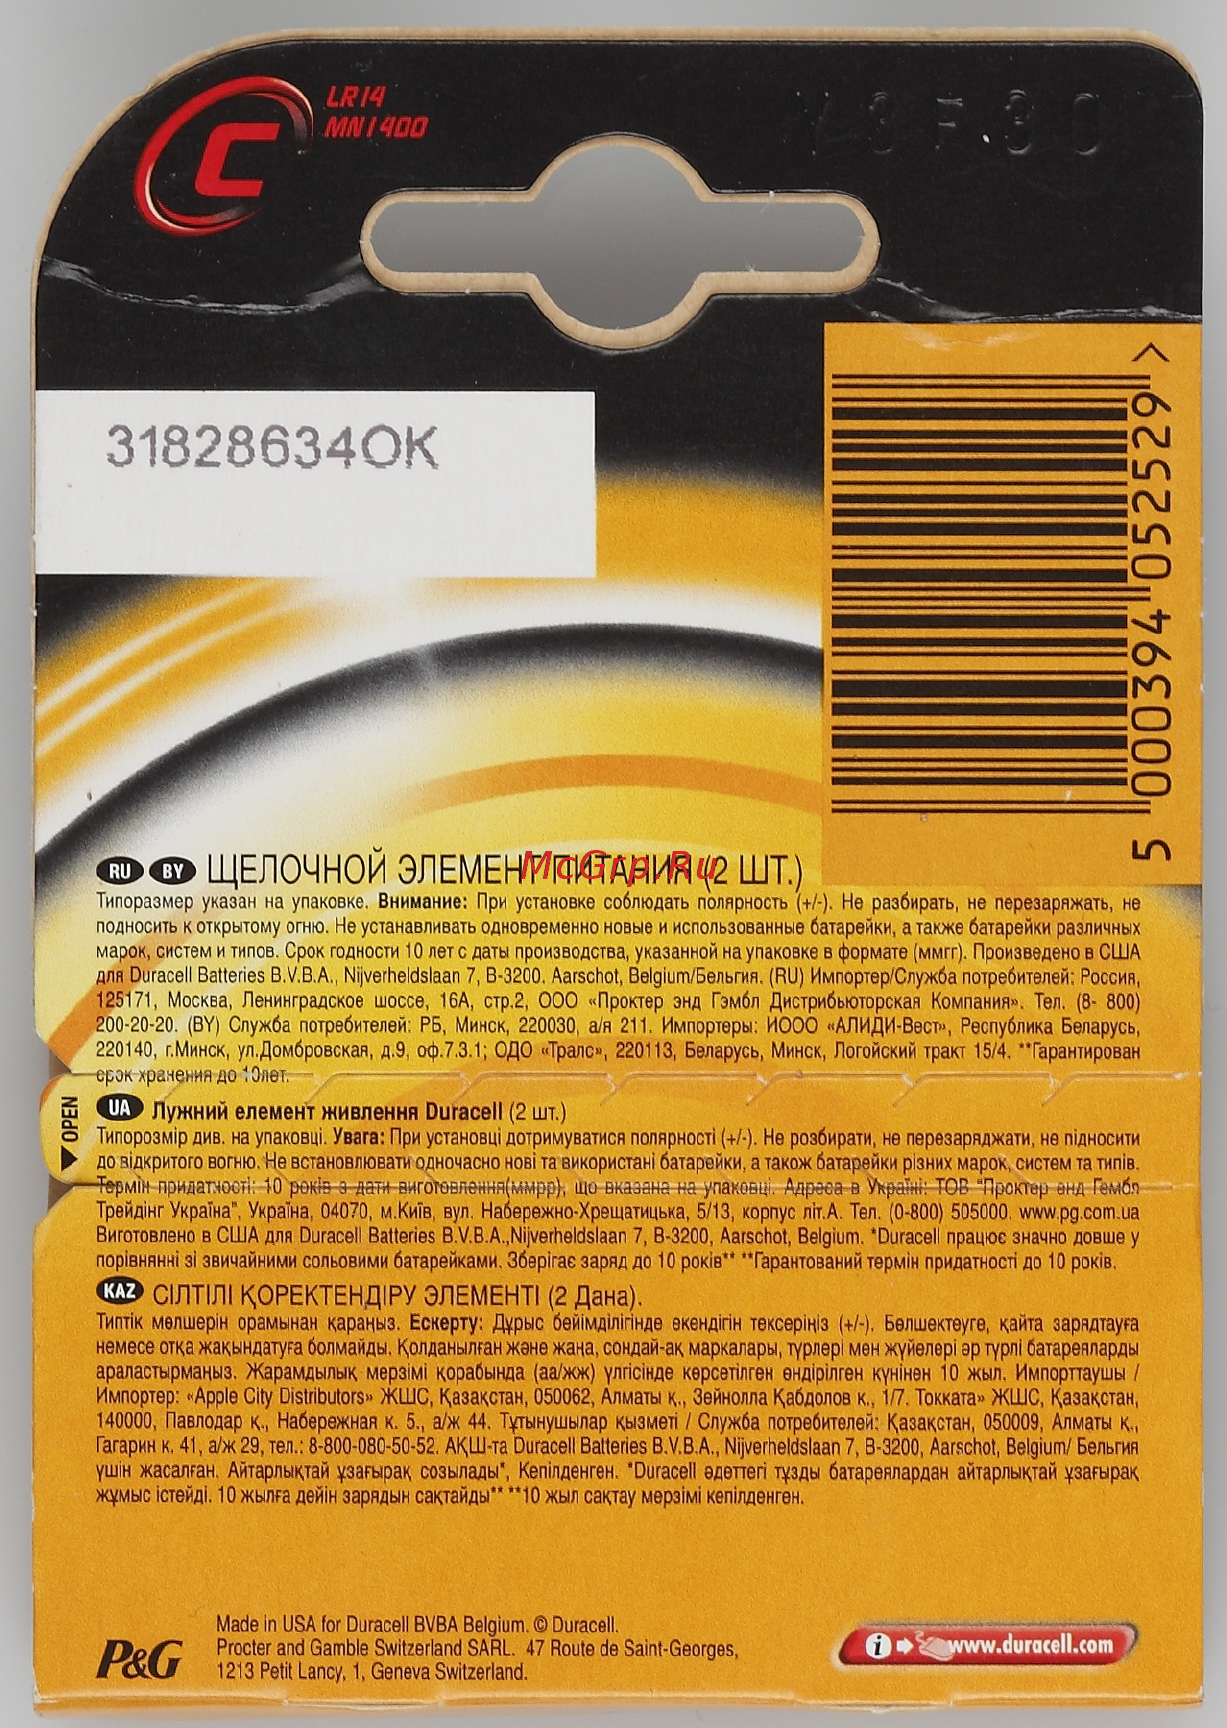 C
LR14
MN1400
Y3F30
31828634OK
5 000394 052529 >
McGrp.Ru
RU BY ЩЕЛОЧНОЙ ЭЛЕМЕНТ ПИТАНИЯ (2 ШТ.)
Типоразмер указан на упаковке. Внимание: При установке соблюдать полярность (+/-). Не разбирать, не перезаряжать, не
подносить к открытому огню. Не устанавливать одновременно новые и использованные батарейки, а также батарейки различных
марок, систем и типов. Срок годности 10 лет с даты производства, указанной на упаковке в формате (ммгг). Произведено в США
для Duracell Batteries B.V.B.A., Nijverheldslaan 7, B-3200. Aarschot, Belgium/Бельгия. (RU) Импортер/Служба потребителей: Россия,
125171, Москва, Ленинградское шоссе, 16А, стр.2, ООО «Проктер энд Гэмбл Дистрибьюторская Компания». Тел. (8- 800)
200-20-20. (BY) Служба потребителей: РБ, Минск, 220030, а/я 211. Импортеры: ИООО «АЛИДИ-Вест», Республика Беларусь,
220140, г.Минск, ул.Домбровская, д.9, оф.7.3.1; ОДО «Тралс», 220113, Беларусь, Минск, Логойский тракт 15/4. **Гарантирован
срок хранения до 10лет.
OPEN
UA Лужний елемент живлення Duracell (2 шт.)
Типорозмір див. на упаковці. Увага: При установці дотримуватися полярності (+/-). Не розбирати, не перезаряджати, не підносити
до відкритого вогню. Не встановлювати одночасно нові та використані батарейки, а також батарейки різних марок, систем та типів.
Термін придатності: 10 років з дати виготовлення(ммрр), що вказана на упаковці. Адреса в Україні: ТОВ "Проктер енд Гембл
Трейдінг Україна", Україна, 04070, м.Київ, вул. Набережно-Хрещатицька, 5/13, корпус літ.А. Тел. (0-800) 505000. www.pg.com.ua
Виготовлено в США для Duracell Batteries B.V.B.A.,Nijverheldslaan 7, B-3200, Aarschot, Belgium. *Duracell працює значно довше у
порівнянні зі звичайними сольовими батарейками. Зберігає заряд до 10 років** **Гарантований термін придатності до 10 років.
KAZ СІЛТІЛІ ҚОРЕКТЕНДІРУ ЭЛЕМЕНТІ (2 Дана).
Типтік мөлшерін орамынан қараңыз. Ескерту: Дұрыс бейімділігінде екендігін тексеріңіз (+/-). Бөлшектеуге, қайта зарядтауға
немесе отқа жақындатуға болмайды. Қолданылған және жаңа, сондай-ақ маркалары, түрлері мен жүйелері әр түрлі батареяларды
араластырмаңыз. Жарамдылық мерзімі қорабында (аа/жж) үлгісінде көрсетілген өндірілген күнінен 10 жыл. Импорттаушы /
Импортер: «Apple City Distributors» ЖШС, Қазақстан, 050062, Алматы қ., Зейнолла Қабдолов к., 1/7. Токката» ЖШС, Қазақстан,
140000, Павлодар қ., Набережная к. 5., а/ж 44. Тұтынушылар қызметі / Служба потребителей: Қазақстан, 050009, Алматы қ.,
Гагарин к. 41, а/ж 29, тел.: 8-800-080-50-52. АҚШ-та Duracell Batteries B.V.B.A., Nijverheldslaan 7, B-3200, Aarschot, Belgium/ Бельгия
үшін жасалған. Айтарлықтай ұзағырақ созылады*, Кепілденген. *Duracell әдеттегі тұзды батареялардан айтарлықтай ұзағырақ
жұмыс істейді. 10 жылға дейін зарядын сақтайды** **10 жыл сақтау мерзімі кепілденген.
P&G
Made in USA for Duracell BVBA Belgium. © Duracell.
Procter and Gamble Switzerland SARL. 47 Route de Saint-Georges,
1213 Petit Lancy, 1, Geneva Switzerland.
i www.duracell.com